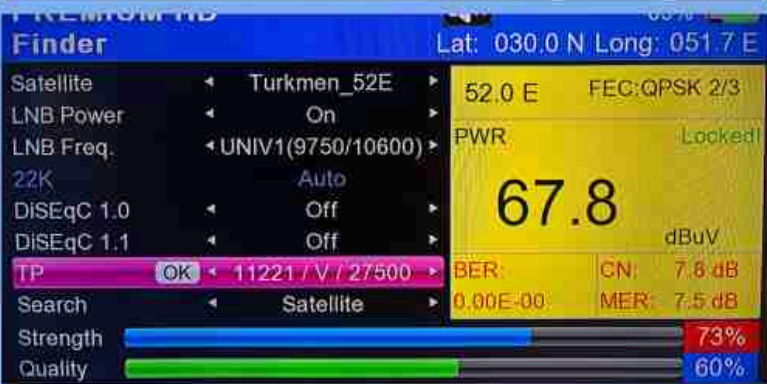 PREMIUM HD
Finder
Lat: 030.0 N Long: 051.7 E
Satellite Turkmen_52E
LNB Power On
LNB Freq. UNIV1(9750/10600)
22K Auto
DiSEqC 1.0 Off
DiSEqC 1.1 Off
TP OK 11221 / V / 27500
Search Satellite
52.0 E FEC:QPSK 2/3
PWR Locked!
67.8
dBuV
BER: CN: 7.8 dB
0.00E-00 MER: 7.5 dB
Strength 73%
Quality 60%